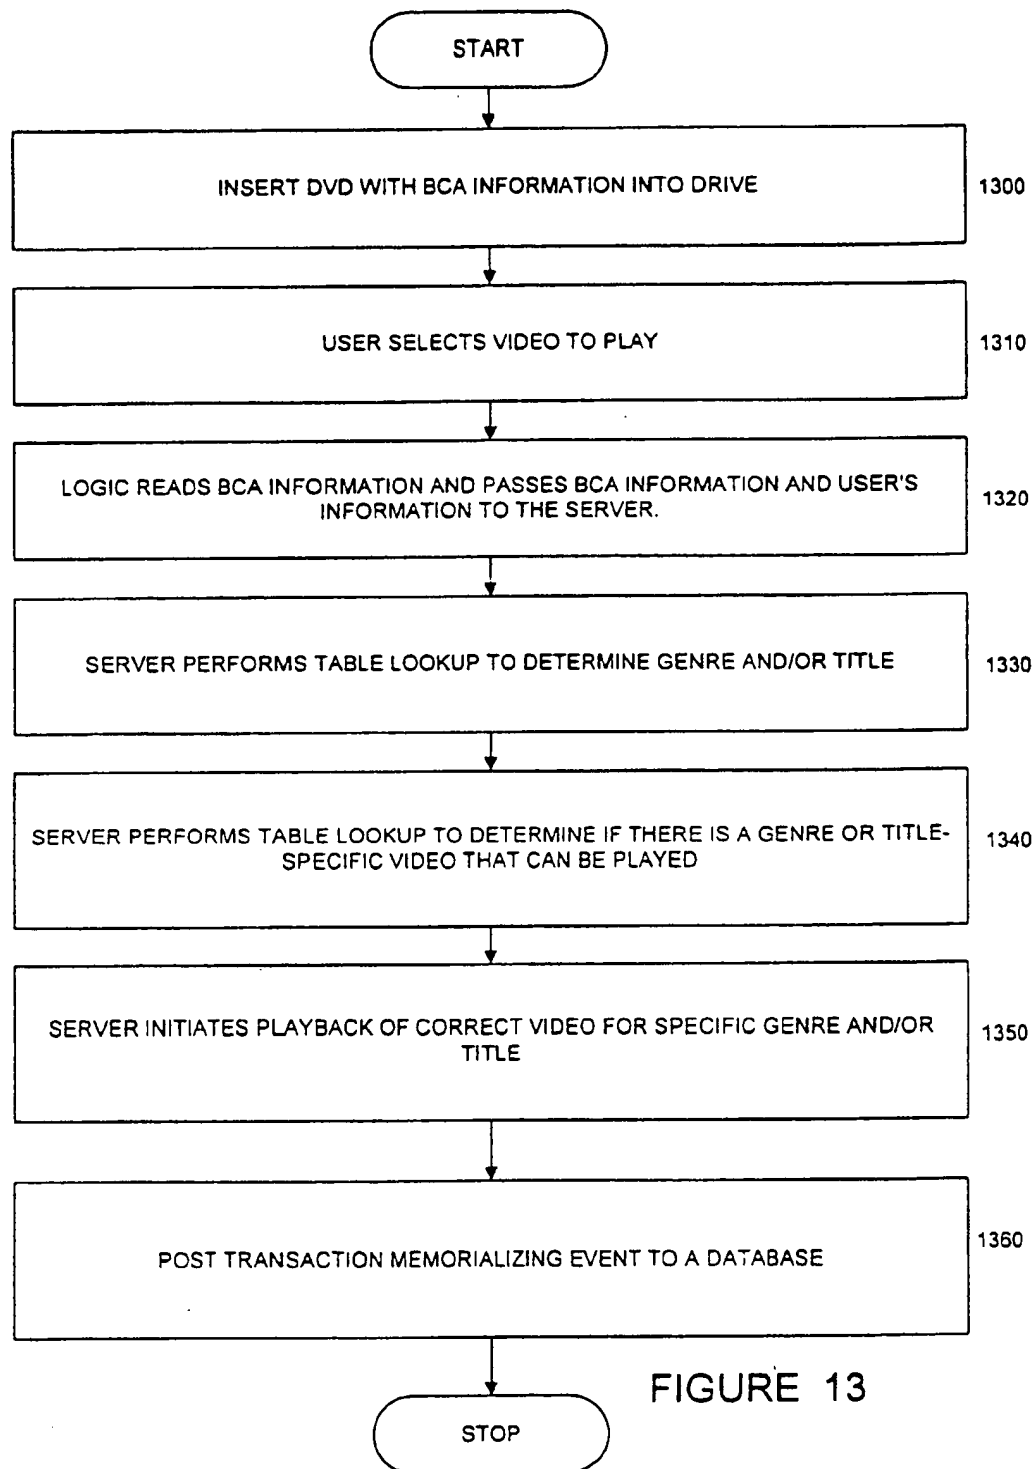 START
INSERT DVD WITH BCA INFORMATION INTO DRIVE
1300
USER SELECTS VIDEO TO PLAY
1310
LOGIC READS BCA INFORMATION AND PASSES BCA INFORMATION AND USER'S
INFORMATION TO THE SERVER.
1320
SERVER PERFORMS TABLE LOOKUP TO DETERMINE GENRE AND/OR TITLE
1330
SERVER PERFORMS TABLE LOOKUP TO DETERMINE IF THERE IS A GENRE OR TITLE-
SPECIFIC VIDEO THAT CAN BE PLAYED
1340
SERVER INITIATES PLAYBACK OF CORRECT VIDEO FOR SPECIFIC GENRE AND/OR
TITLE
1350
POST TRANSACTION MEMORIALIZING EVENT TO A DATABASE
1360
FIGURE 13
STOP